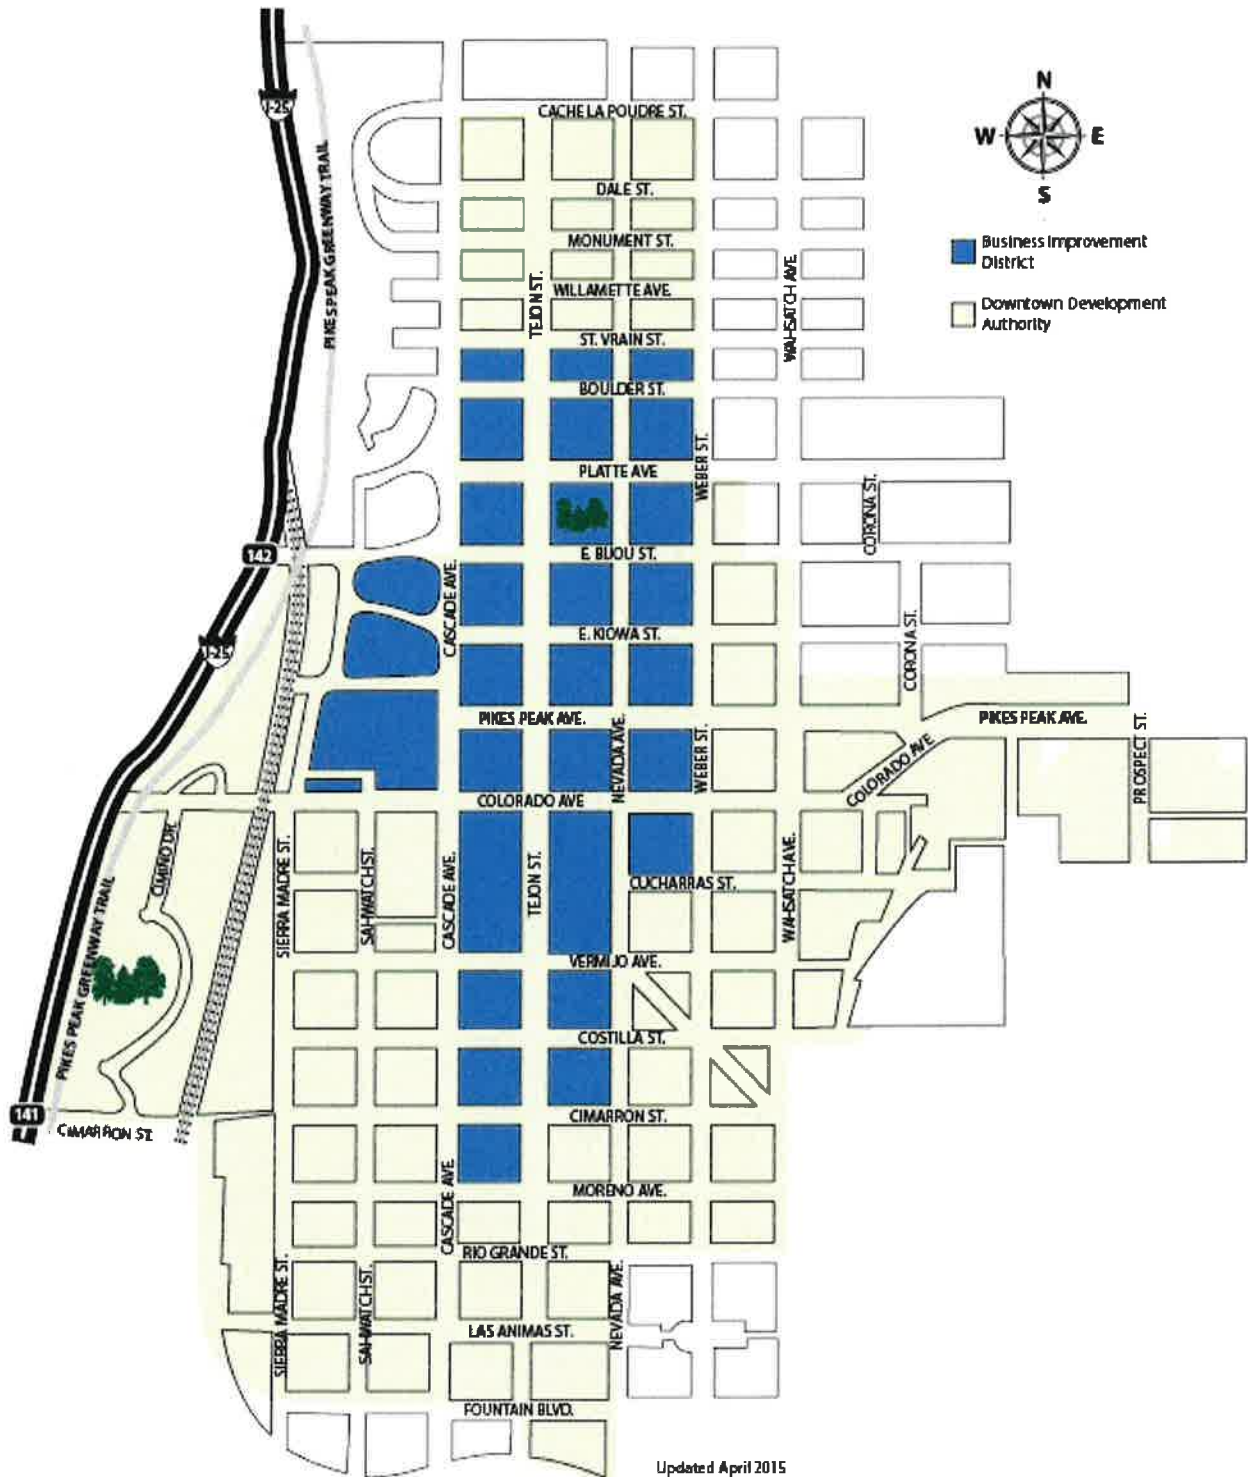 N
W E
S
I-25
CACHE LA POUDRE ST.
PIKES PEAK GREENWAY TRAIL
DALE ST.
MONUMENT ST.
Business Improvement
District
WILLAMETTE AVE.
TEJON ST.
WAHSATCH AVE.
Downtown Development
Authority
ST. VRAIN ST.
BOULDER ST.
PLATTE AVE
WEBER ST.
CORONA ST.
142
E. BIJOU ST.
CASCADE AVE.
E. KIOWA ST.
CORONA ST.
I-25
PIKES PEAK AVE.
PIKES PEAK AVE.
NEVADA AVE.
WEBER ST.
COLORADO AVE
PROSPECT ST.
COLORADO AVE
CIMINO DR.
SIERRA MADRE ST.
SAHWATCH ST.
CASCADE AVE.
TEJON ST.
CUCHARRAS ST.
WAHSATCH AVE.
PIKES PEAK GREENWAY TRAIL
VERMIJO AVE.
COSTILLA ST.
141
CIMARRON ST.
CIMARRON ST.
MORENO AVE.
CASCADE AVE.
RIO GRANDE ST.
SIERRA MADRE ST.
SAHWATCH ST.
NEVADA AVE.
LAS ANIMAS ST.
FOUNTAIN BLVD.
Updated April 2015